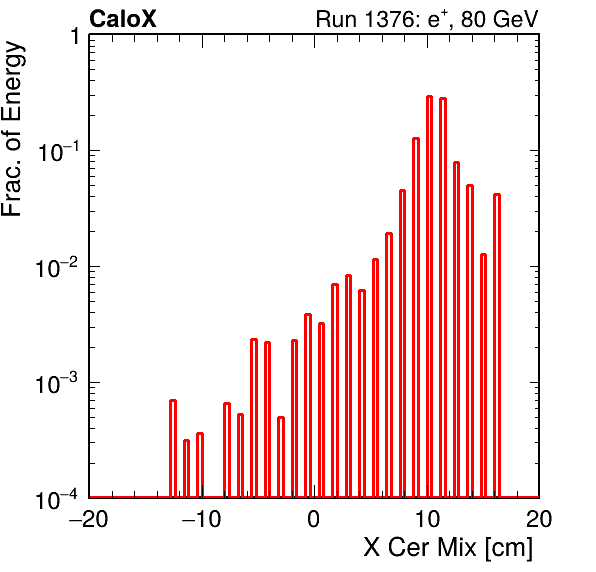 CaloX Run 1376: e⁺, 80 GeV
Frac. of Energy
1
10⁻¹
10⁻²
10⁻³
10⁻⁴
−20 −10 0 10 20
X Cer Mix [cm]